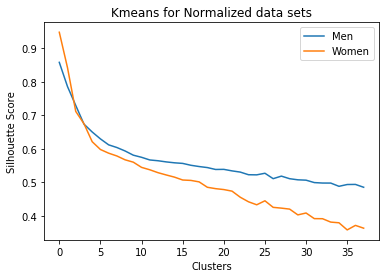 Kmeans for Normalized data sets
Men
Women
Silhouette Score
0.9
0.8
0.7
0.6
0.5
0.4
0 5 10 15 20 25 30 35
Clusters